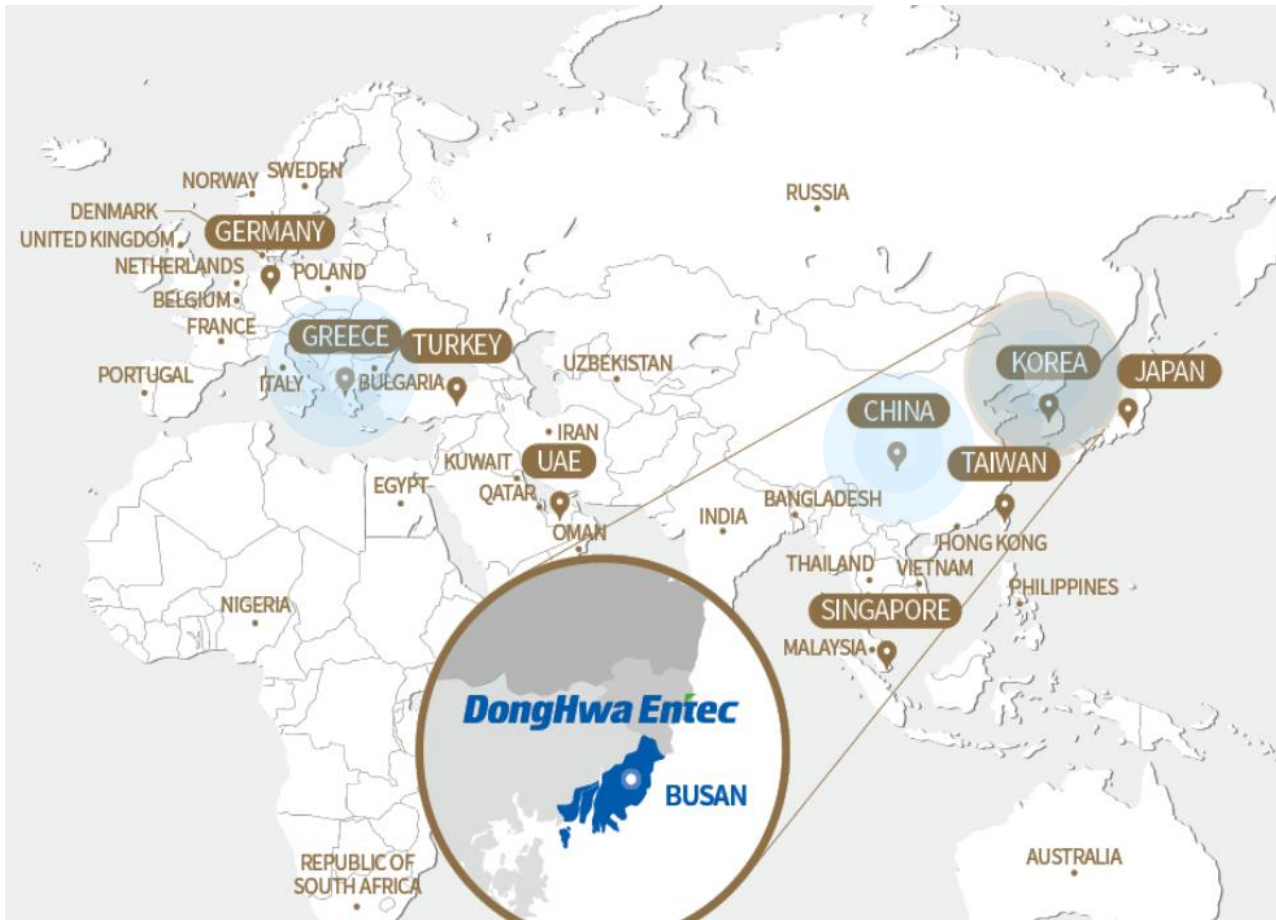 NORWAY
SWEDEN
RUSSIA
DENMARK
GERMANY
UNITED KINGDOM
NETHERLANDS
POLAND
BELGIUM
FRANCE
GREECE
TURKEY
PORTUGAL
ITALY
BULGARIA
UZBEKISTAN
KOREA
JAPAN
CHINA
IRAN
KUWAIT
UAE
TAIWAN
EGYPT
QATAR
OMAN
INDIA
BANGLADESH
HONG KONG
THAILAND
VIETNAM
PHILIPPINES
NIGERIA
SINGAPORE
MALAYSIA
DongHwa Entec
BUSAN
REPUBLIC OF
SOUTH AFRICA
AUSTRALIA